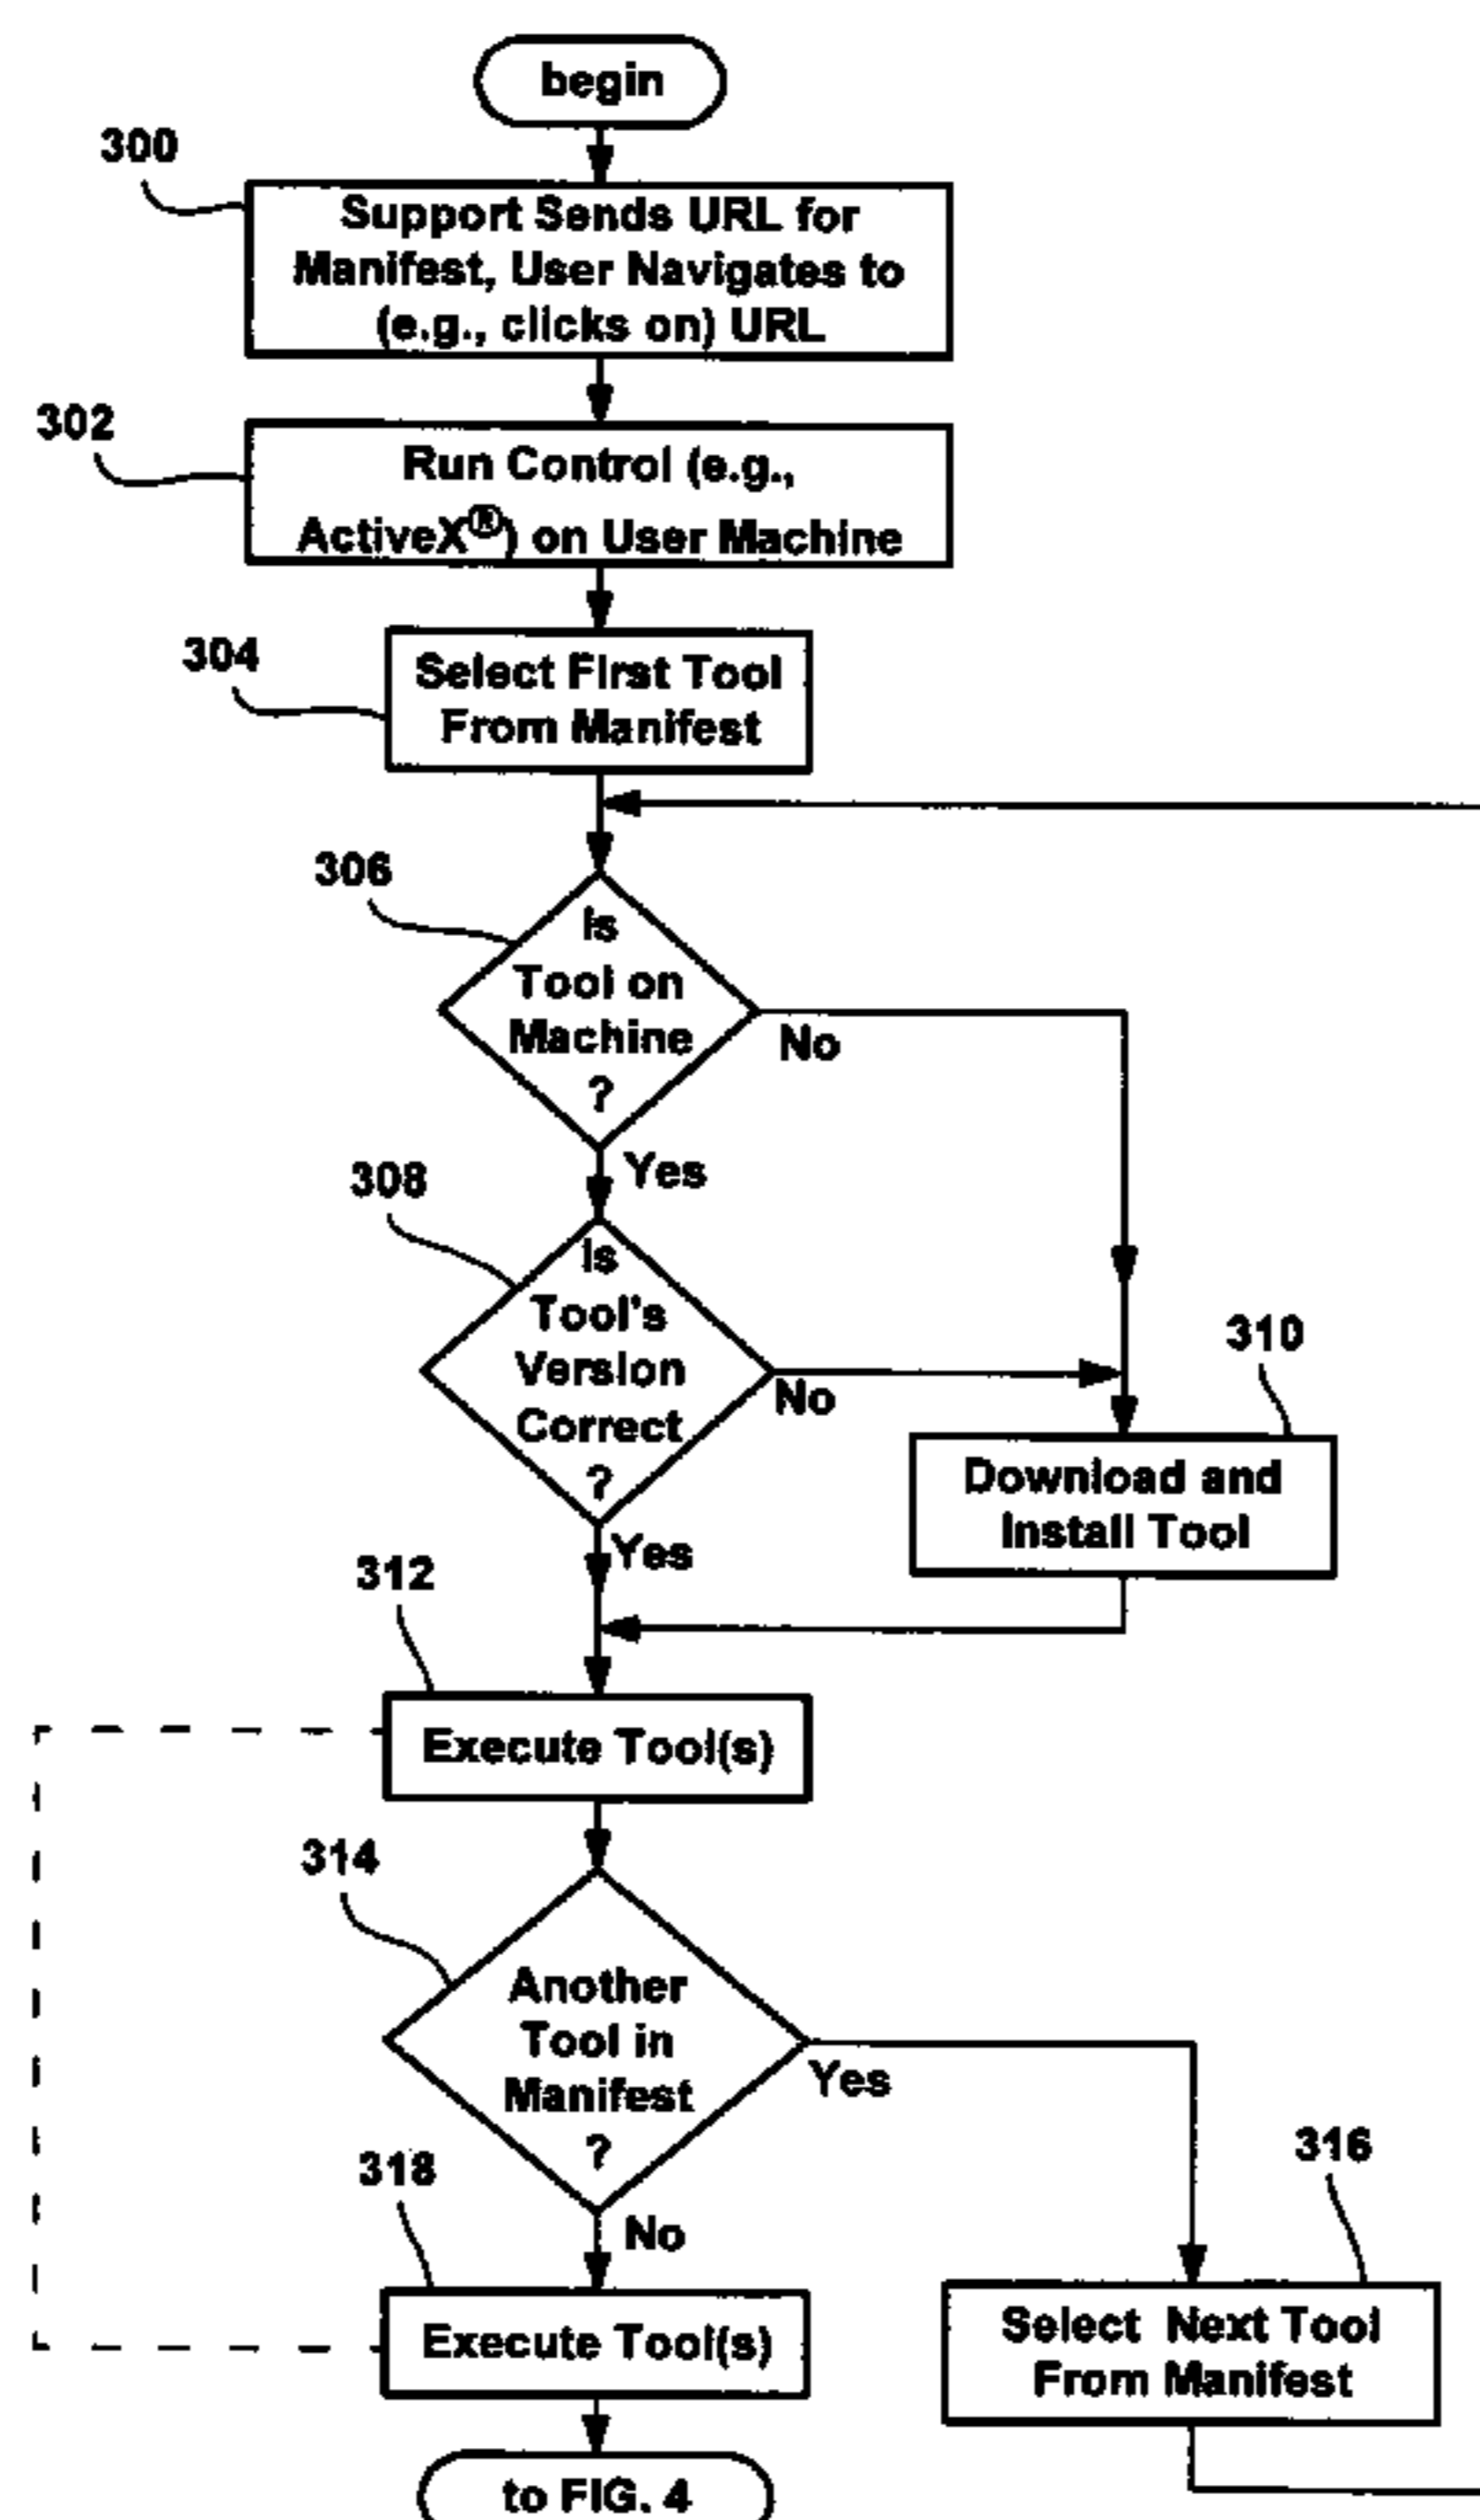 begin
300
Support Sends URL for
Manifest, User Navigates to
(e.g., clicks on) URL
302
Run Control (e.g.,
ActiveX®) on User Machine
304
Select First Tool
From Manifest
306
Is
Tool on
Machine
?
No
Yes
308
Is
Tool's
Version
Correct
?
No
Yes
310
Download and
Install Tool
312
Execute Tool(s)
314
Another
Tool in
Manifest
?
Yes
No
316
Select Next Tool
From Manifest
318
Execute Tool(s)
to FIG. 4